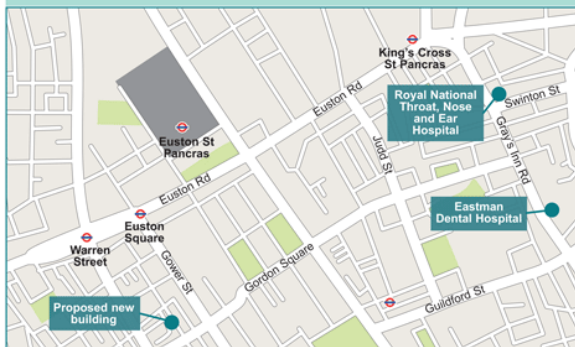 King's Cross
St Pancras
Royal National
Throat, Nose
and Ear
Hospital
Swinton St
Euston Rd
Gray's Inn Rd
Judd St
Euston St
Pancras
Euston Rd
Eastman
Dental Hospital
Euston
Square
Warren
Street
Gower St
Gordon Square
Guildford St
Proposed new
building